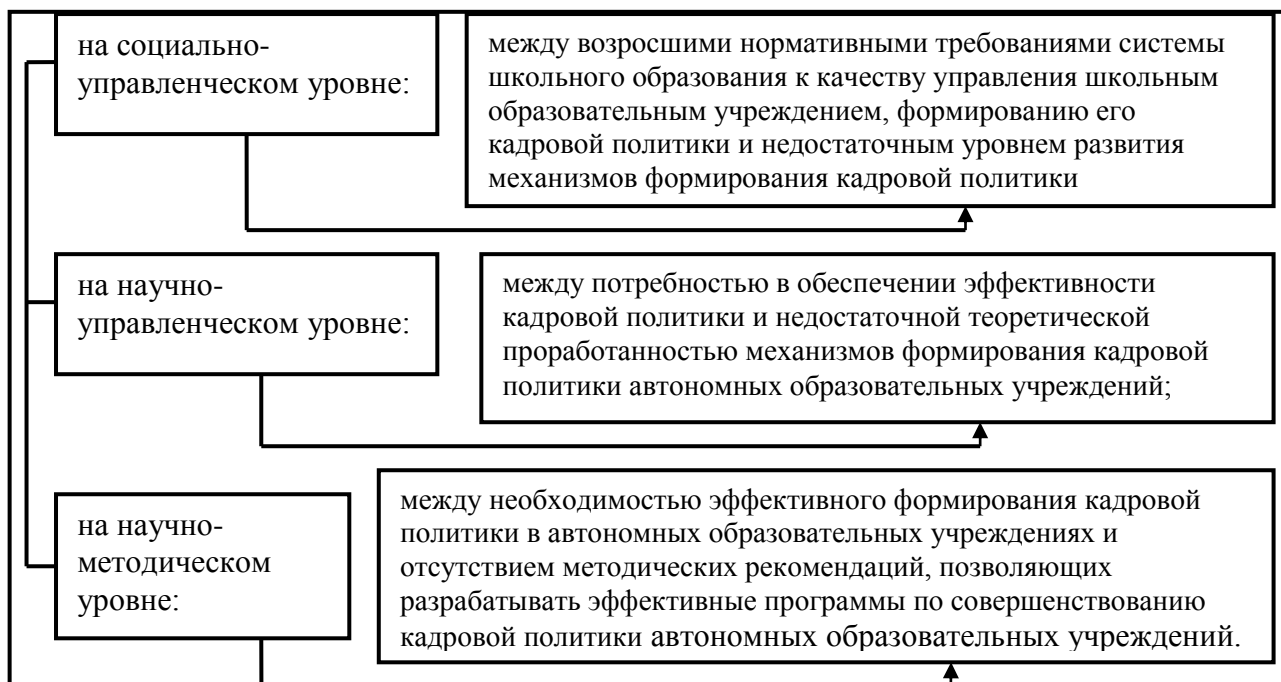 на социально-
управленческом уровне:
между возросшими нормативными требованиями системы
школьного образования к качеству управления школьным
образовательным учреждением, формированию его
кадровой политики и недостаточным уровнем развития
механизмов формирования кадровой политики
на научно-
управленческом уровне:
между потребностью в обеспечении эффективности
кадровой политики и недостаточной теоретической
проработанностью механизмов формирования кадровой
политики автономных образовательных учреждений;
на научно-
методическом
уровне:
между необходимостью эффективного формирования кадровой
политики в автономных образовательных учреждениях и
отсутствием методических рекомендаций, позволяющих
разрабатывать эффективные программы по совершенствованию
кадровой политики автономных образовательных учреждений.